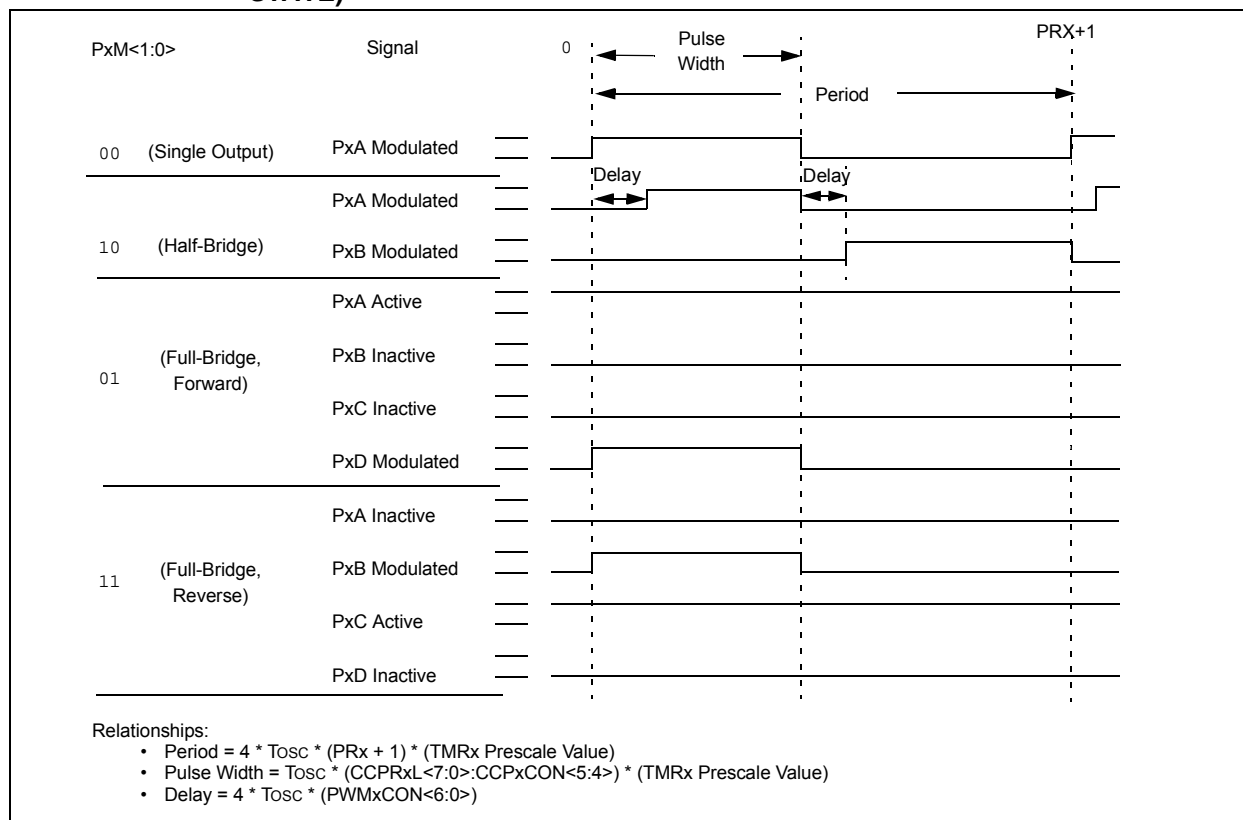 PxM<1:0> Signal 0 Pulse Width PRX+1
Period
00 (Single Output) PxA Modulated
Delay Delay
PxA Modulated
10 (Half-Bridge) PxB Modulated
PxA Active
01 (Full-Bridge, Forward) PxB Inactive
PxC Inactive
PxD Modulated
PxA Inactive
11 (Full-Bridge, Reverse) PxB Modulated
PxC Active
PxD Inactive
Relationships:
• Period = 4 * TOSC * (PRx + 1) * (TMRx Prescale Value)
• Pulse Width = TOSC * (CCPRxL<7:0>:CCPxCON<5:4>) * (TMRx Prescale Value)
• Delay = 4 * TOSC * (PWMxCON<6:0>)